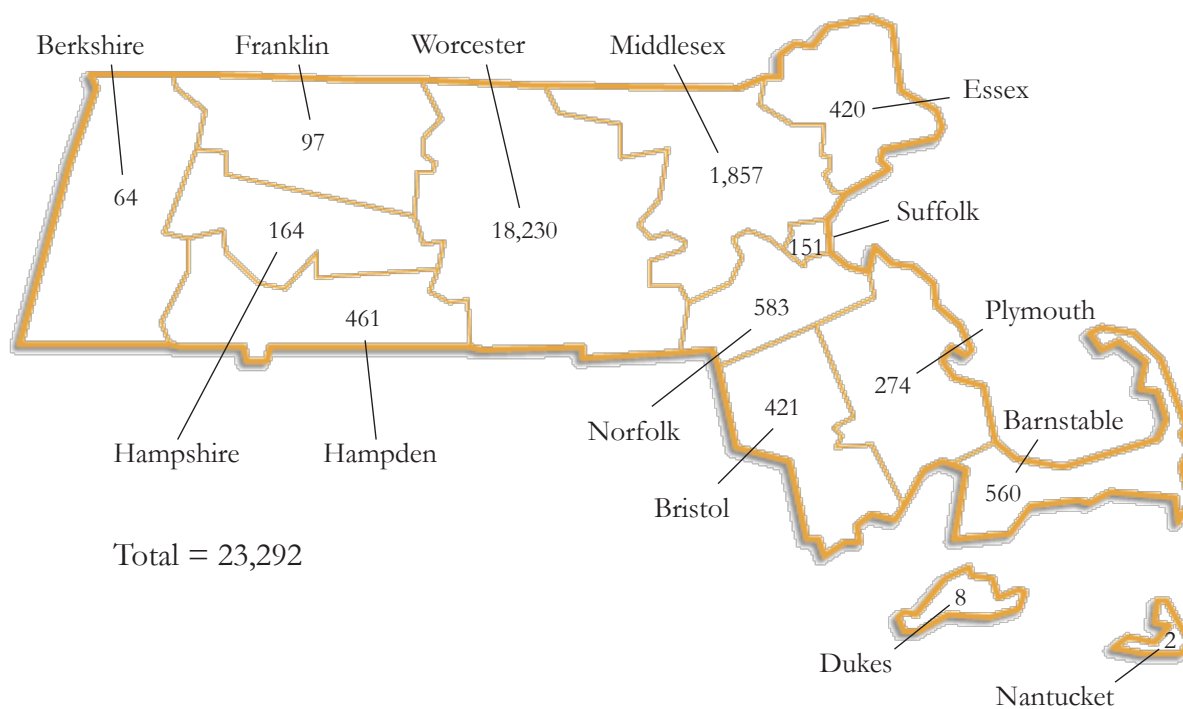 Berkshire
Franklin
Worcester
Middlesex
Essex
420
97
1,857
64
Suffolk
164
18,230
151
Plymouth
583
461
274
421
Barnstable
Norfolk
Hampshire
Hampden
560
Bristol
Total = 23,292
8
2
Dukes
Nantucket